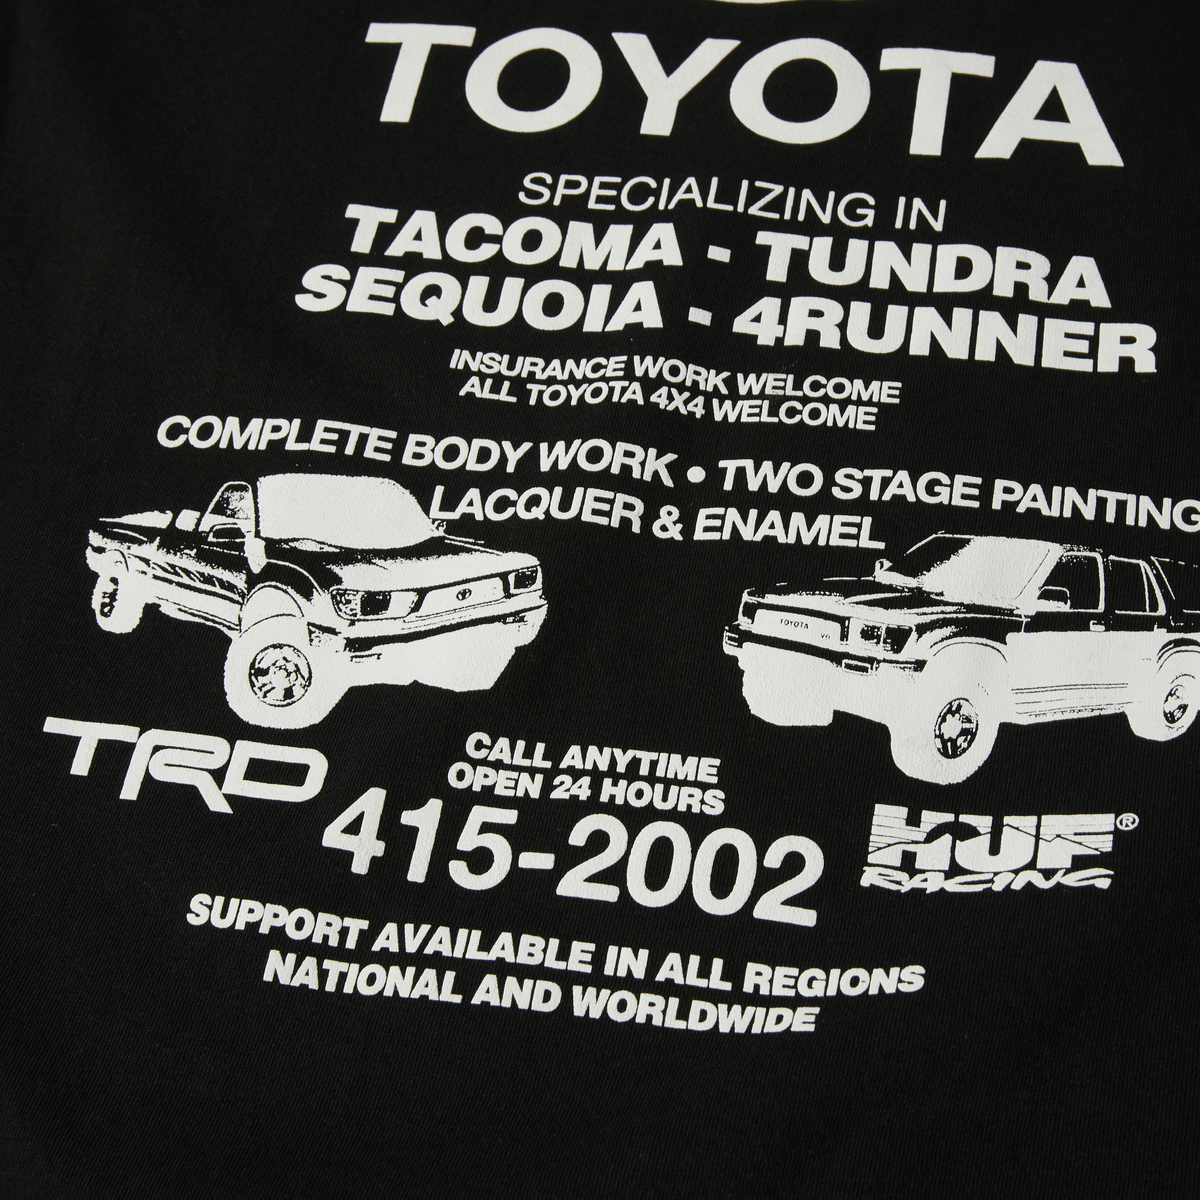 TOYOTA
SPECIALIZING IN
TACOMA - TUNDRA
SEQUOIA - 4RUNNER
INSURANCE WORK WELCOME
ALL TOYOTA 4X4 WELCOME
COMPLETE BODY WORK • TWO STAGE PAINTING
LACQUER & ENAMEL
TOYOTA
V6
TRD
CALL ANYTIME
OPEN 24 HOURS
415-2002
HUF®
RACING
SUPPORT AVAILABLE IN ALL REGIONS
NATIONAL AND WORLDWIDE